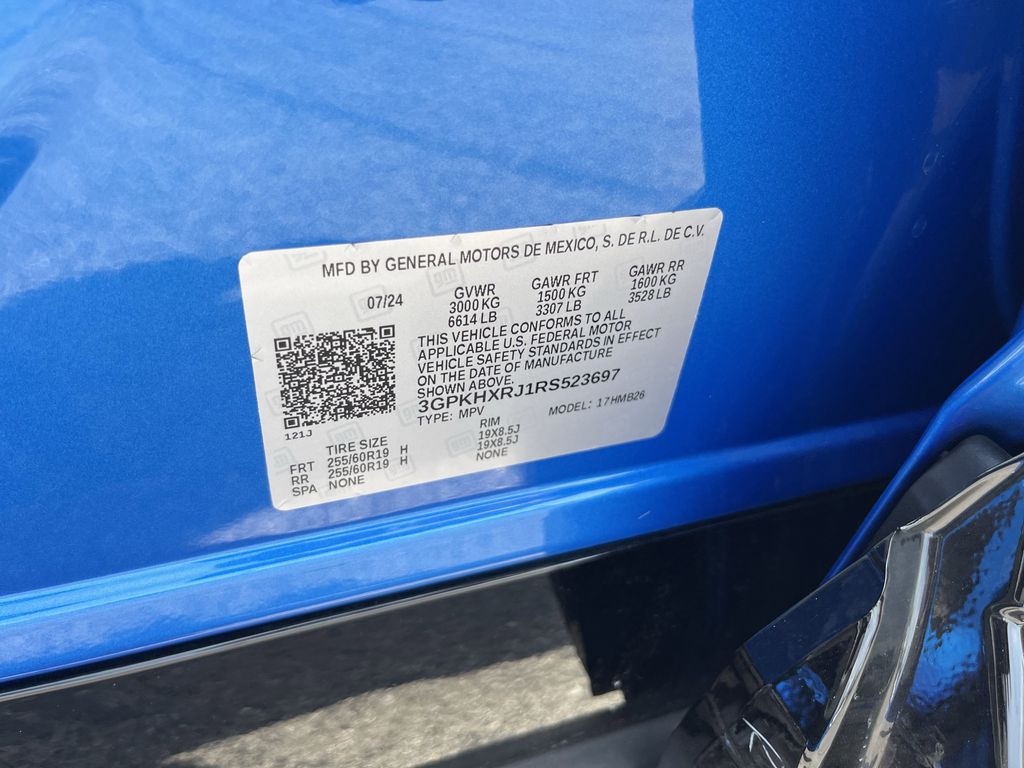 MFD BY GENERAL MOTORS DE MEXICO, S. DE R.L. DE C.V.
07/24
GVWR
3000 KG
6614 LB
GAWR FRT
1500 KG
3307 LB
GAWR RR
1600 KG
3528 LB
THIS VEHICLE CONFORMS TO ALL
APPLICABLE U.S. FEDERAL MOTOR
VEHICLE SAFETY STANDARDS IN EFFECT
ON THE DATE OF MANUFACTURE
SHOWN ABOVE.
3GPKHXRJ1RS523697
TYPE: MPV MODEL: 17HMB26
121J
TIRE SIZE RIM
FRT 255/60R19 H 19X8.5J
RR 255/60R19 H 19X8.5J
SPA NONE NONE